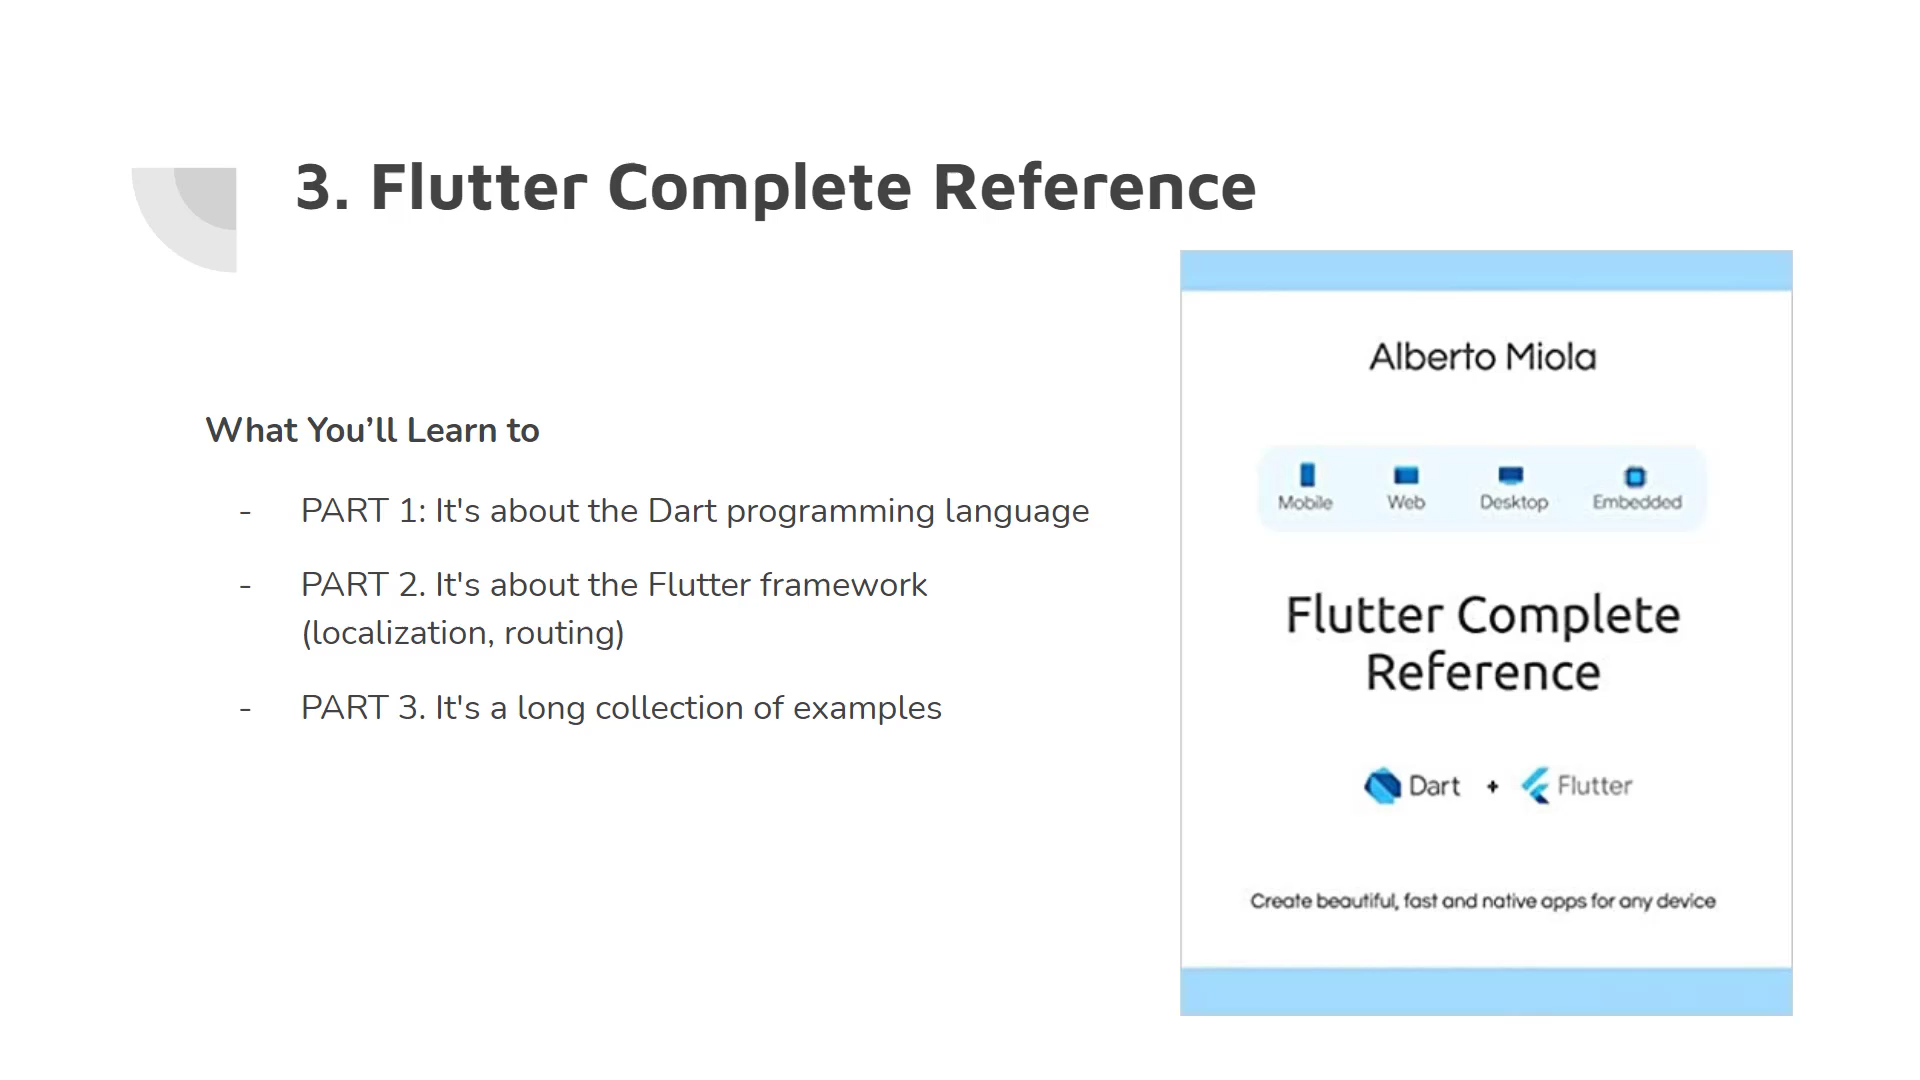 3. Flutter Complete Reference
What You’ll Learn to
- PART 1: It's about the Dart programming language
- PART 2. It's about the Flutter framework
(localization, routing)
- PART 3. It's a long collection of examples
Alberto Miola
Mobile Web Desktop Embedded
Flutter Complete
Reference
Dart + Flutter
Create beautiful, fast and native apps for any device